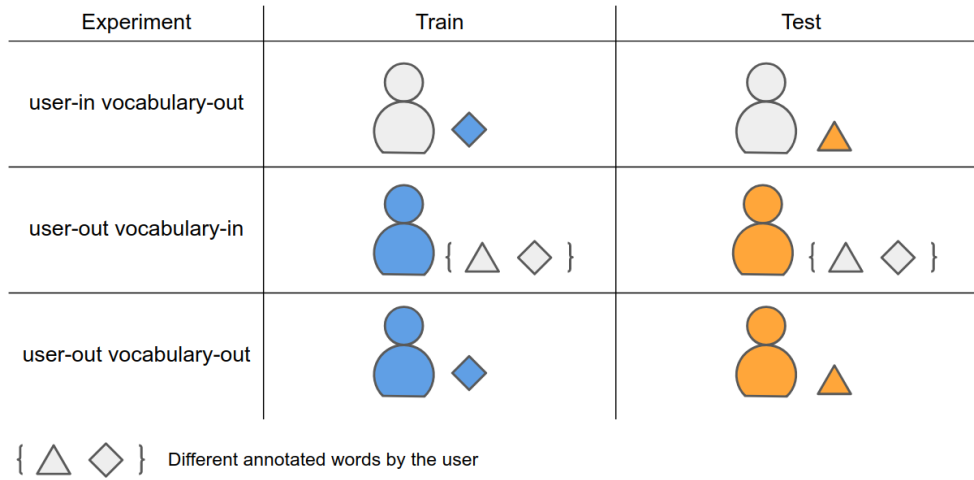 Experiment Train Test
user-in vocabulary-out
user-out vocabulary-in
{ } { }
user-out vocabulary-out
{ } Different annotated words by the user